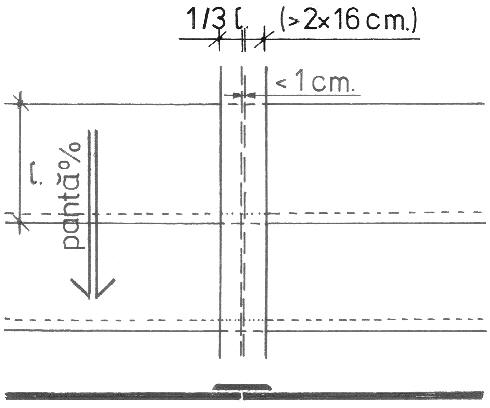 1/3 l. (>2x16 cm.)
<1 cm.
l.
pantă%